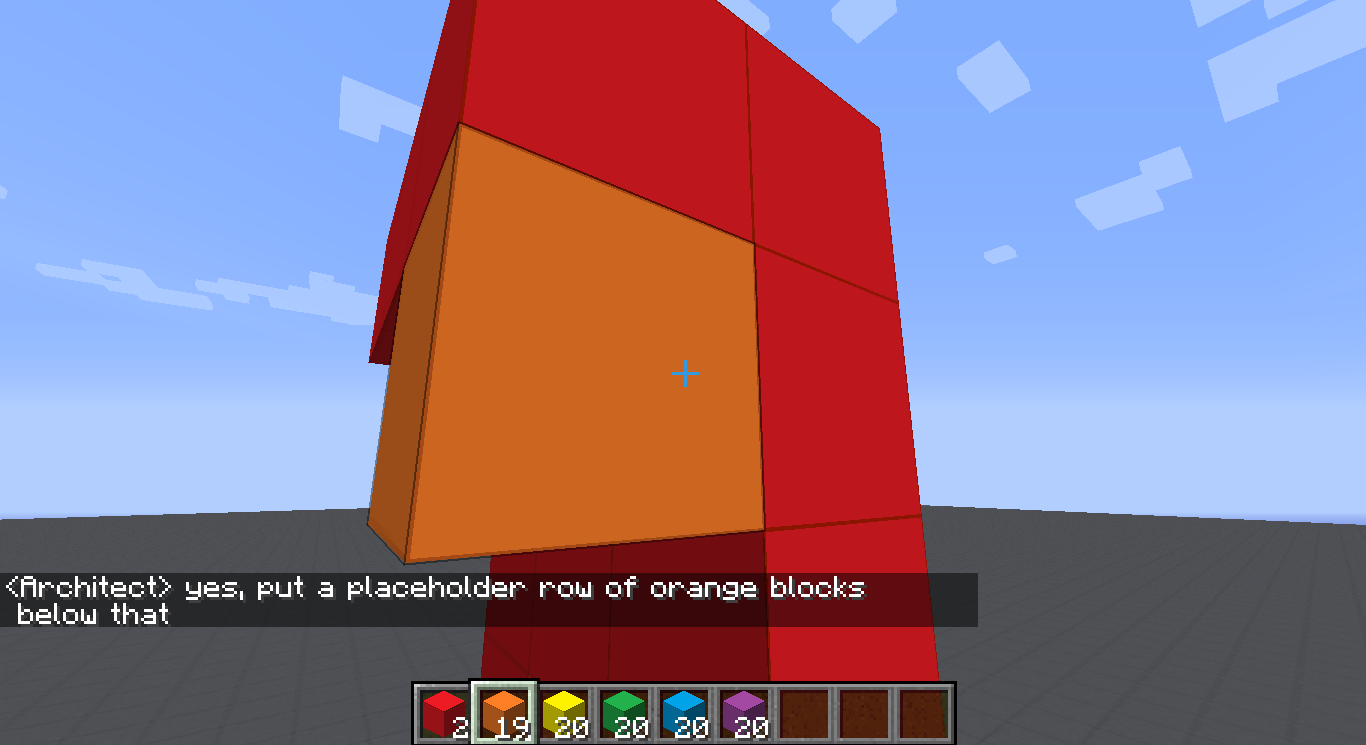 <Architect> yes, put a placeholder row of orange blocks
below that
2 19 20 20 20 20